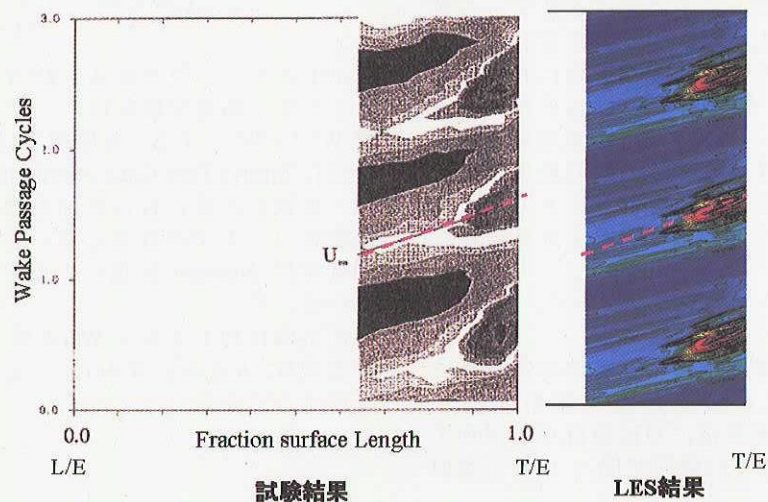 3.0
Wake Passage Cycles
2.0
U∞
1.0
0.0
0.0
Fraction surface Length
1.0
L/E
T/E
T/E
試験結果
LES結果